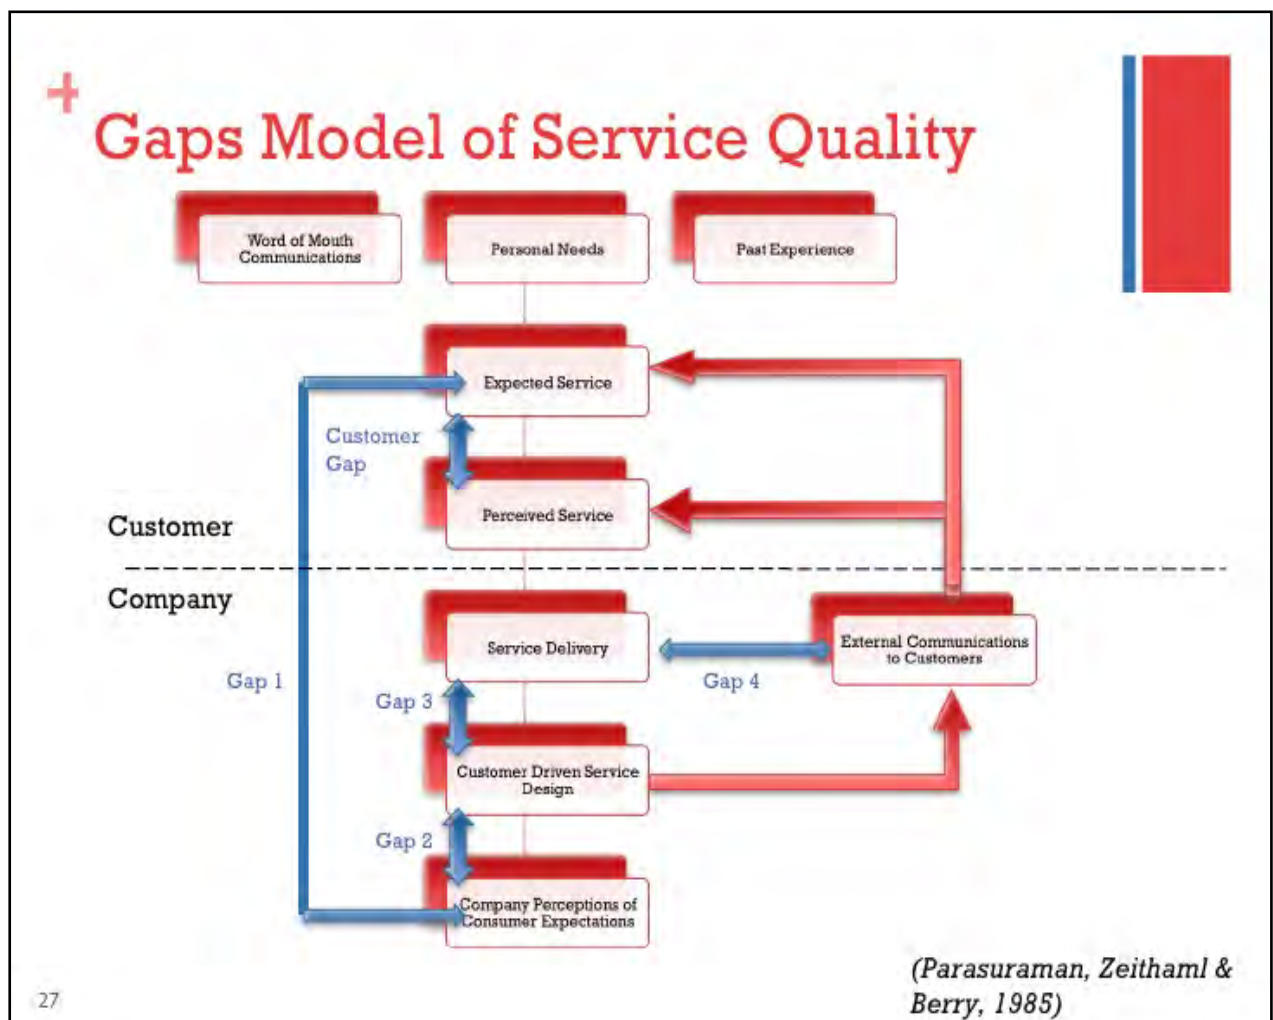 +
Gaps Model of Service Quality
Word of Mouth
Communications
Personal Needs
Past Experience
Expected Service
Customer
Gap
Perceived Service
Customer
Company
Service Delivery
External Communications
to Customers
Gap 1
Gap 4
Gap 3
Customer Driven Service
Design
Gap 2
Company Perceptions of
Consumer Expectations
(Parasuraman, Zeithaml &
Berry, 1985)
27